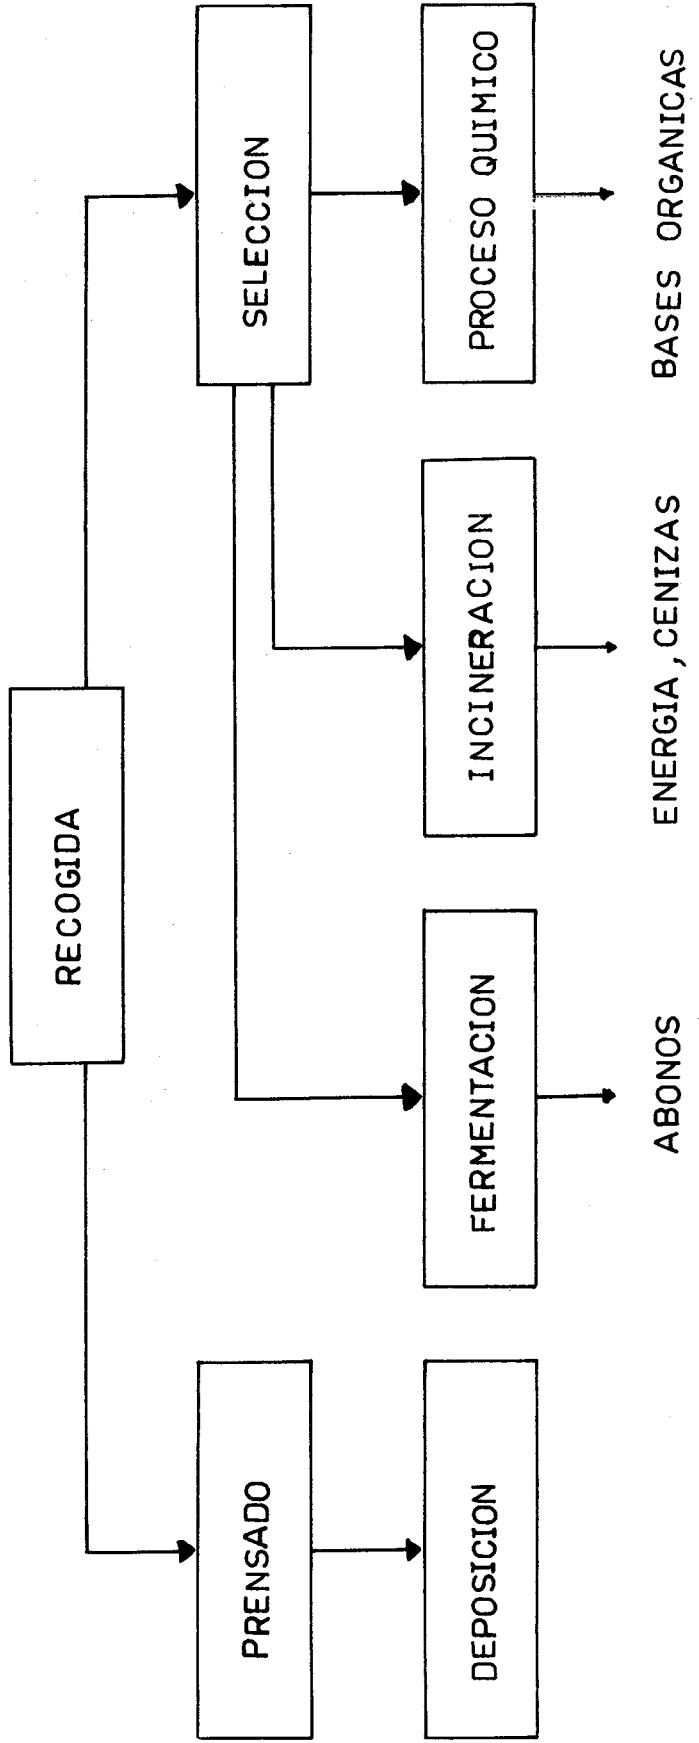 RECOGIDA
PRENSADO
SELECCION
DEPOSICION
FERMENTACION
INCINERACION
PROCESO QUIMICO
ABONOS
ENERGIA, CENIZAS
BASES ORGANICAS